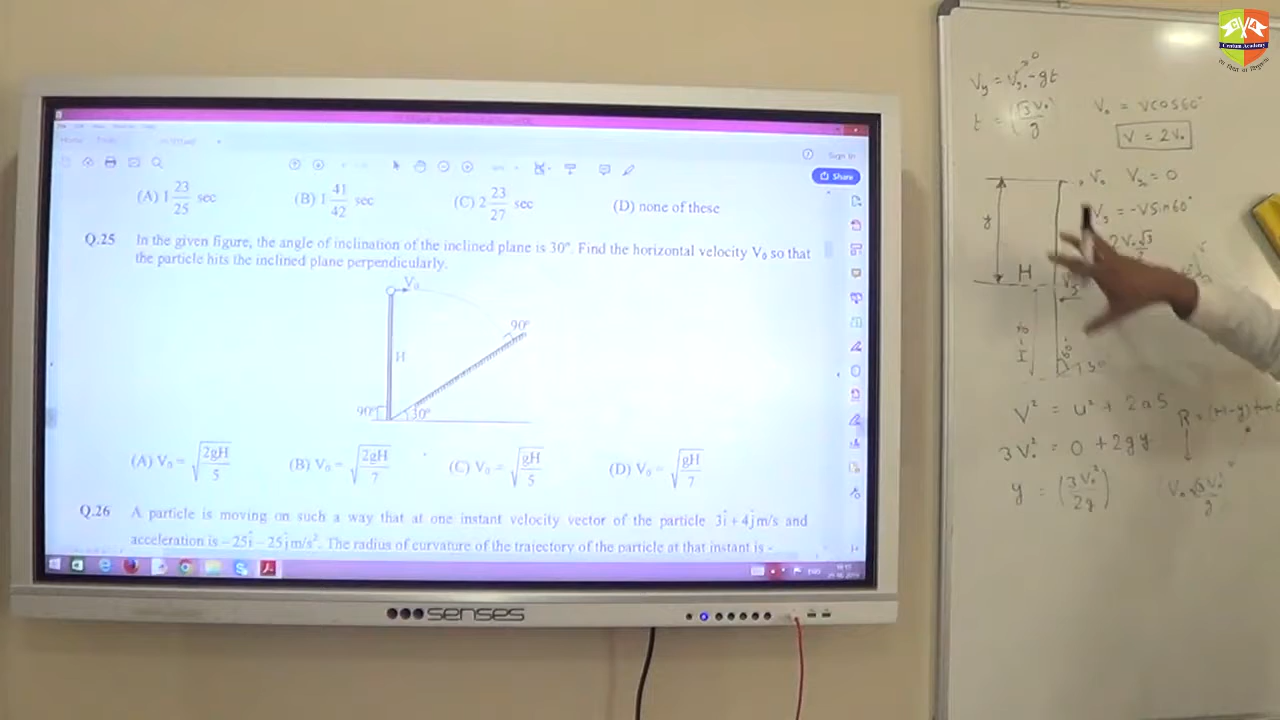 Sign In
Share
(A) 1 23/25 sec (B) 1 41/42 sec (C) 2 23/27 sec (D) none of these
Q.25 In the given figure, the angle of inclination of the inclined plane is 30°. Find the horizontal velocity V₀ so that
the particle hits the inclined plane perpendicularly.
V₀
90°
H
90° 30°
(A) V₀ = √(2gH/5) (B) V₀ = √(2gH/7) (C) V₀ = √(gH/5) (D) V₀ = √(gH/7)
Q.26 A particle is moving on such a way that at one instant velocity vector of the particle 3î + 4ĵ m/s and
acceleration is −25î − 25ĵ m/s². The radius of curvature of the trajectory of the particle at that instant is -
senses
Centum Academy
Vy = Vy₀ - gt
t = (√3 V₀/g)
V₀ = V cos60°
V = 2V₀
V₀
= 0
y
= -V sin60°
H
V² = u² + 2aS
3V₀² = 0 + 2gy
y = (3V₀²/2g)